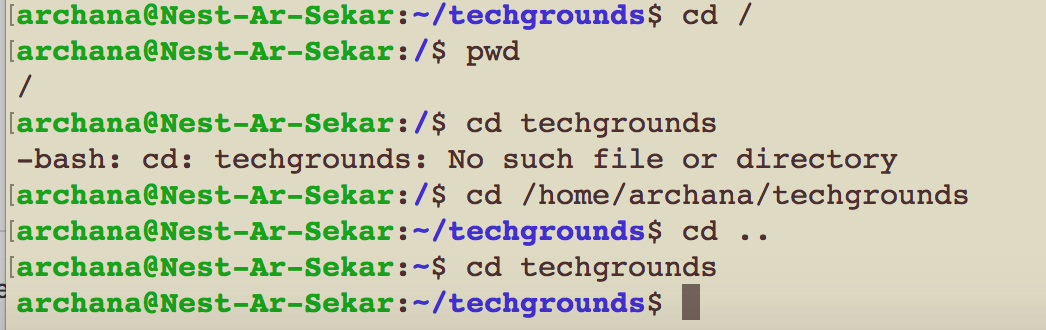 [archana@Nest-Ar-Sekar:~/techgrounds$ cd /
[archana@Nest-Ar-Sekar:/$ pwd
/
[archana@Nest-Ar-Sekar:/$ cd techgrounds
-bash: cd: techgrounds: No such file or directory
[archana@Nest-Ar-Sekar:/$ cd /home/archana/techgrounds
[archana@Nest-Ar-Sekar:~/techgrounds$ cd ..
[archana@Nest-Ar-Sekar:~$ cd techgrounds
archana@Nest-Ar-Sekar:~/techgrounds$